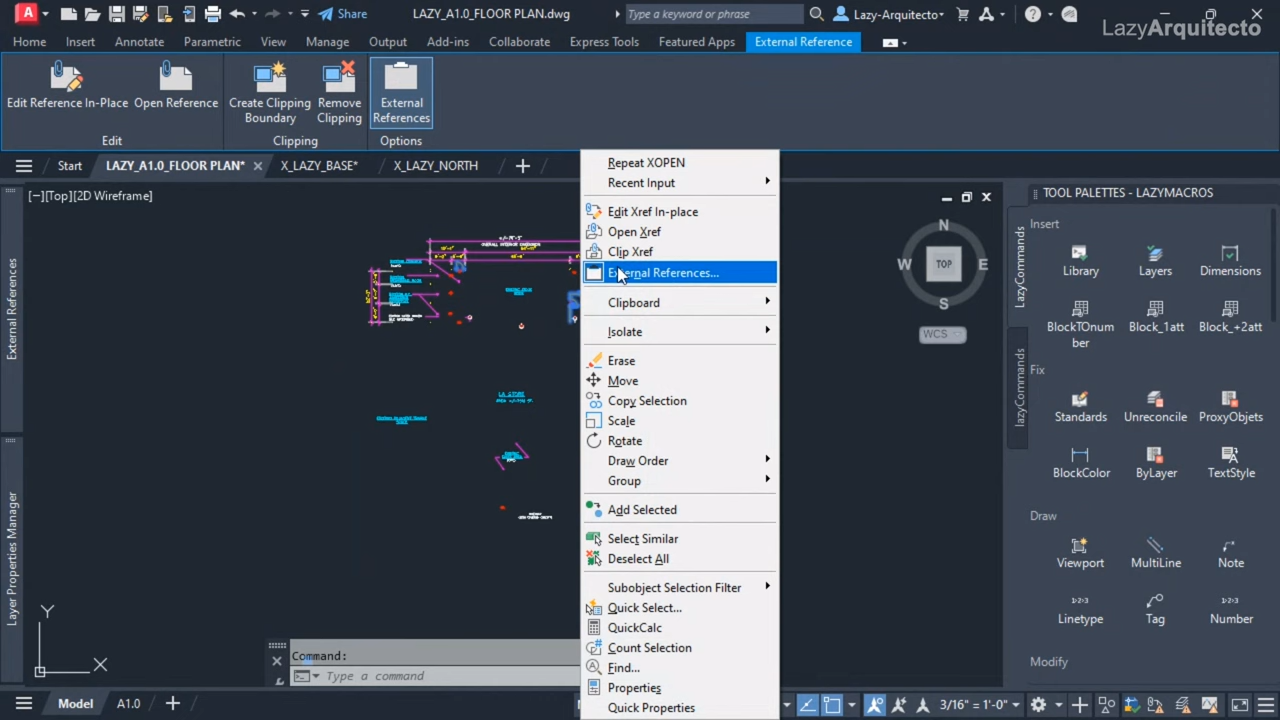 Share
LAZY_A1.0_FLOOR PLAN.dwg
Type a keyword or phrase
Lazy-Arquitecto
LazyArquitecto
Home
Insert
Annotate
Parametric
View
Manage
Output
Add-ins
Collaborate
Express Tools
Featured Apps
External Reference
Edit Reference In-Place
Open Reference
Create Clipping
Boundary
Remove
Clipping
External
References
Edit
Clipping
Options
Start
LAZY_A1.0_FLOOR PLAN*
X_LAZY_BASE*
X_LAZY_NORTH
[−][Top][2D Wireframe]
External References
Layer Properties Manager
Repeat XOPEN
Recent Input
Edit Xref In-place
Open Xref
Clip Xref
External References...
Clipboard
Isolate
Erase
Move
Copy Selection
Scale
Rotate
Draw Order
Group
Add Selected
Select Similar
Deselect All
Subobject Selection Filter
Quick Select...
QuickCalc
Count Selection
Find...
Properties
Quick Properties
N
W
TOP
E
S
WCS
TOOL PALETTES - LAZYMACROS
LazyCommands
lazyCommands
Insert
Library
Layers
Dimensions
BlockTOnum
ber
Block_1att
Block_+2att
Fix
Standards
Unreconcile
ProxyObjets
BlockColor
ByLayer
TextStyle
Draw
Viewport
MultiLine
Note
Linetype
Tag
Number
Modify
Y
X
Command:
Type a command
Model
A1.0
3/16" = 1'-0"